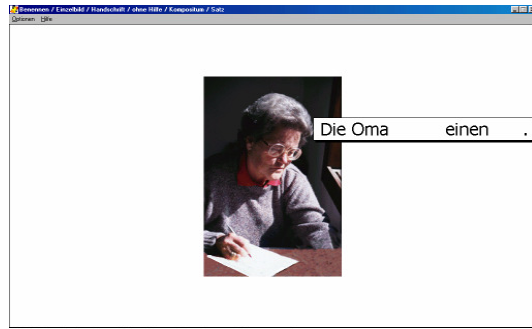 Benennen / Einzelbild / Handschrift / ohne Hilfe / Kompositum / Satz
Optionen Hilfe
Die Oma einen .